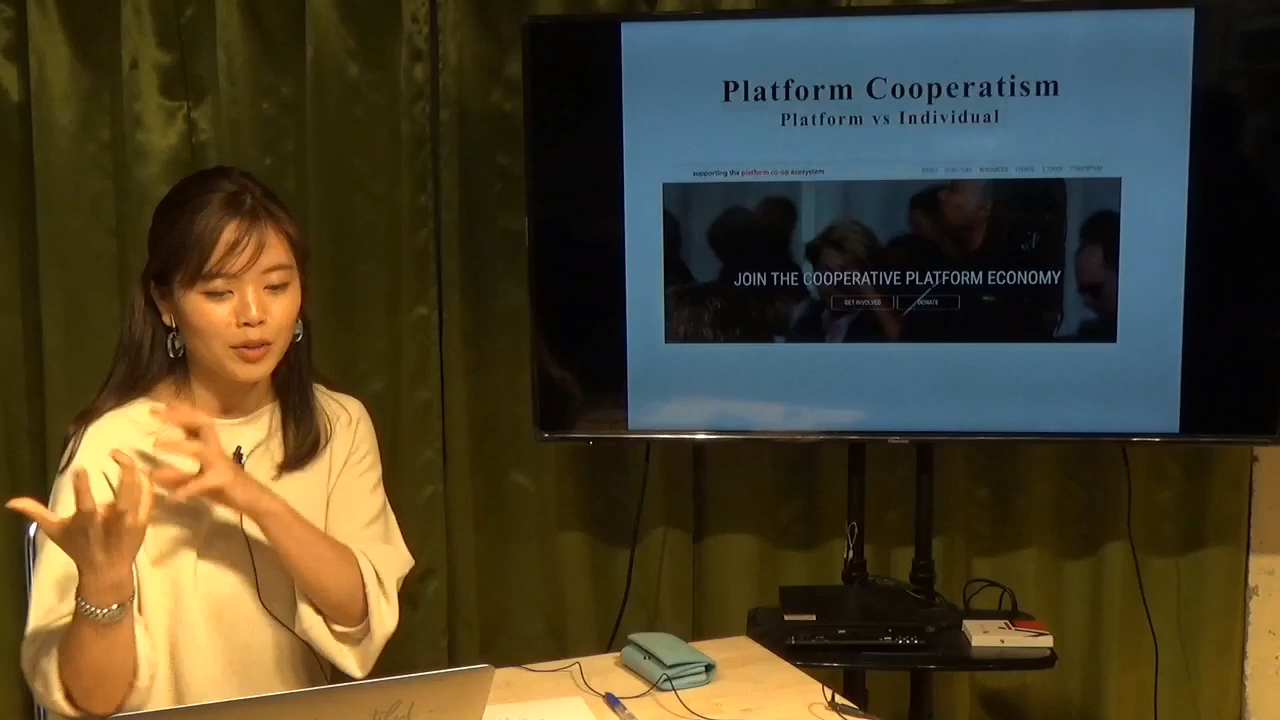 Platform Cooperatism
Platform vs Individual
supporting the platform co-op ecosystem
JOIN THE COOPERATIVE PLATFORM ECONOMY
GET INVOLVED
DONATE
Hisense